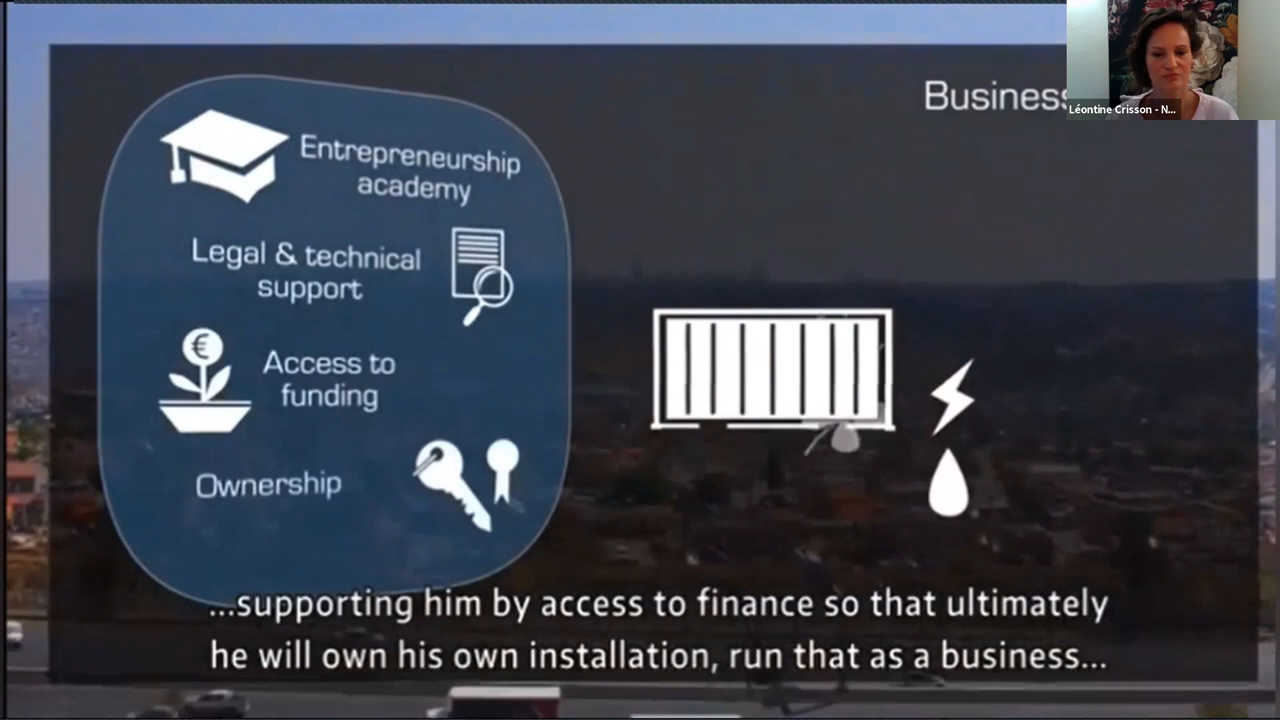 Business
Léontine Crisson - N...
Entrepreneurship
academy
Legal & technical
support
€
Access to
funding
Ownership
...supporting him by access to finance so that ultimately
he will own his own installation, run that as a business...